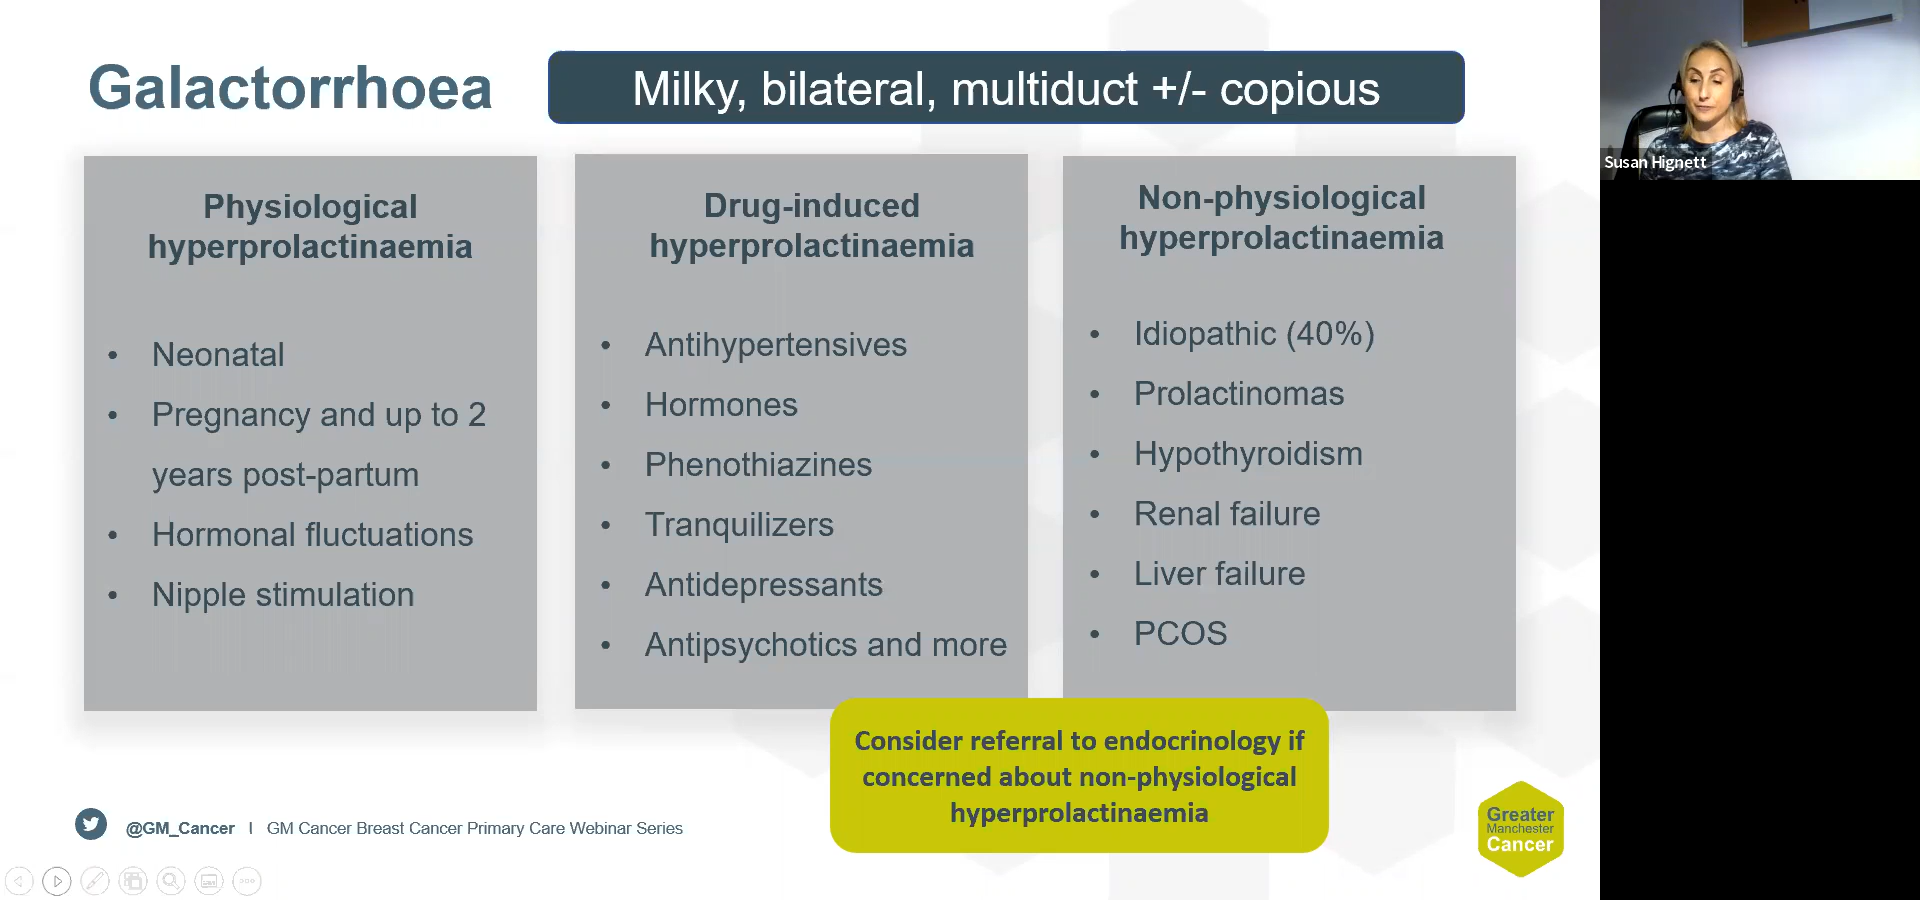 Galactorrhoea
Milky, bilateral, multiduct +/- copious
Physiological
hyperprolactinaemia
• Neonatal
• Pregnancy and up to 2
years post-partum
• Hormonal fluctuations
• Nipple stimulation
Drug-induced
hyperprolactinaemia
• Antihypertensives
• Hormones
• Phenothiazines
• Tranquilizers
• Antidepressants
• Antipsychotics and more
Non-physiological
hyperprolactinaemia
• Idiopathic (40%)
• Prolactinomas
• Hypothyroidism
• Renal failure
• Liver failure
• PCOS
Consider referral to endocrinology if
concerned about non-physiological
hyperprolactinaemia
@GM_Cancer I GM Cancer Breast Cancer Primary Care Webinar Series
Greater
Manchester
Cancer
Susan Hignett